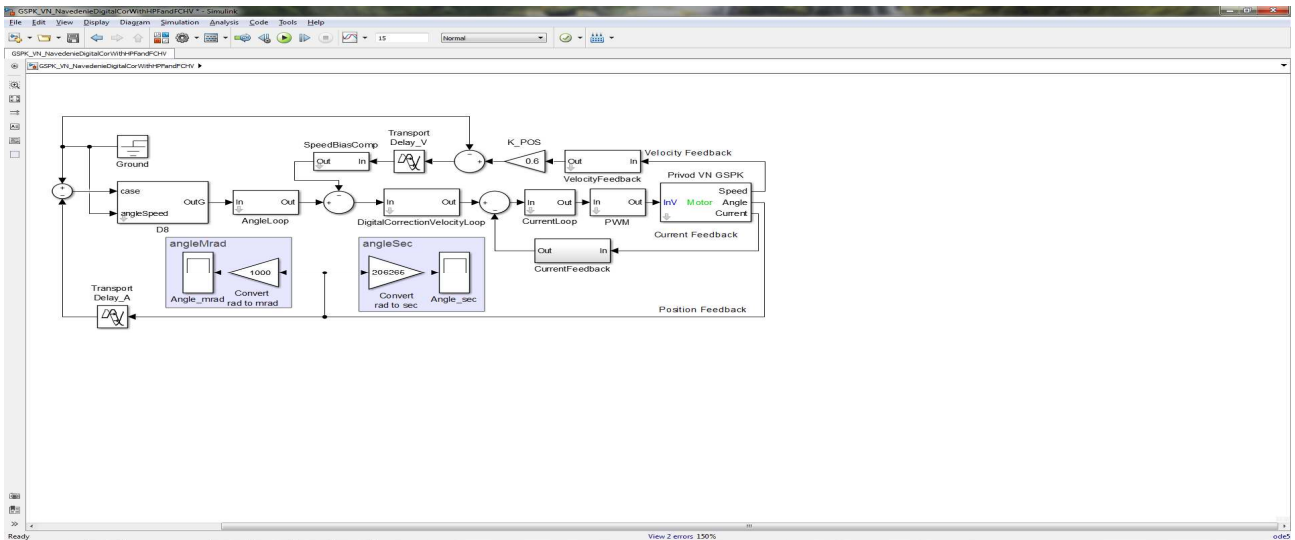 GSPK_VN_NavedenieDigitalCorWithHPFandFCHV * - Simulink
File Edit View Display Diagram Simulation Analysis Code Tools Help
15
Normal
GSPK_VN_NavedenieDigitalCorWithHPFandFCHV
GSPK_VN_NavedenieDigitalCorWithHPFandFCHV
Ground
SpeedBiasComp
Out In
Transport
Delay_V
K_POS
0.6
Out In
VelocityFeedback
Velocity Feedback
Privod VN GSPK
InV Motor
Speed
Angle
Current
case
angleSpeed
OutG
D8
In Out
AngleLoop
In Out
DigitalCorrectionVelocityLoop
In Out
CurrentLoop
In Out
PWM
Current Feedback
Out In
CurrentFeedback
angleMrad
Angle_mrad
1000
Convert
rad to mrad
angleSec
206265
Convert
rad to sec
Angle_sec
Transport
Delay_A
Position Feedback
Ready
View 2 errors 150%
ode5